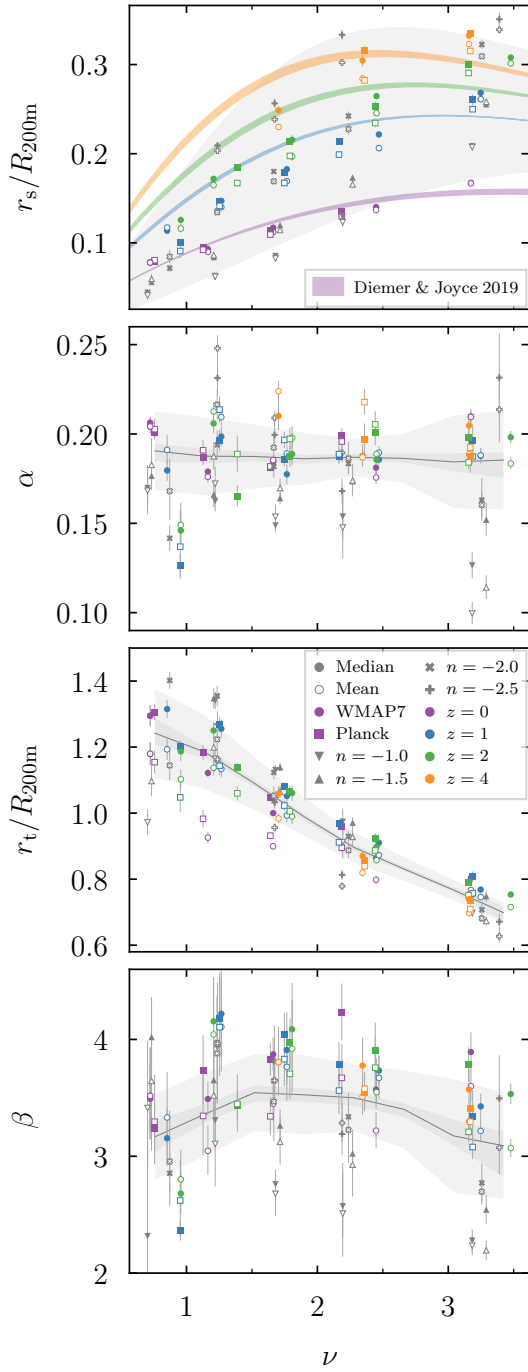 r_s/R_200m
0.3
0.2
0.1
Diemer & Joyce 2019
α
0.25
0.20
0.15
0.10
r_t/R_200m
1.4
1.2
1.0
0.8
0.6
Median
Mean
WMAP7
Planck
n = −1.0
n = −1.5
n = −2.0
n = −2.5
z = 0
z = 1
z = 2
z = 4
β
4
3
2
1 2 3
ν